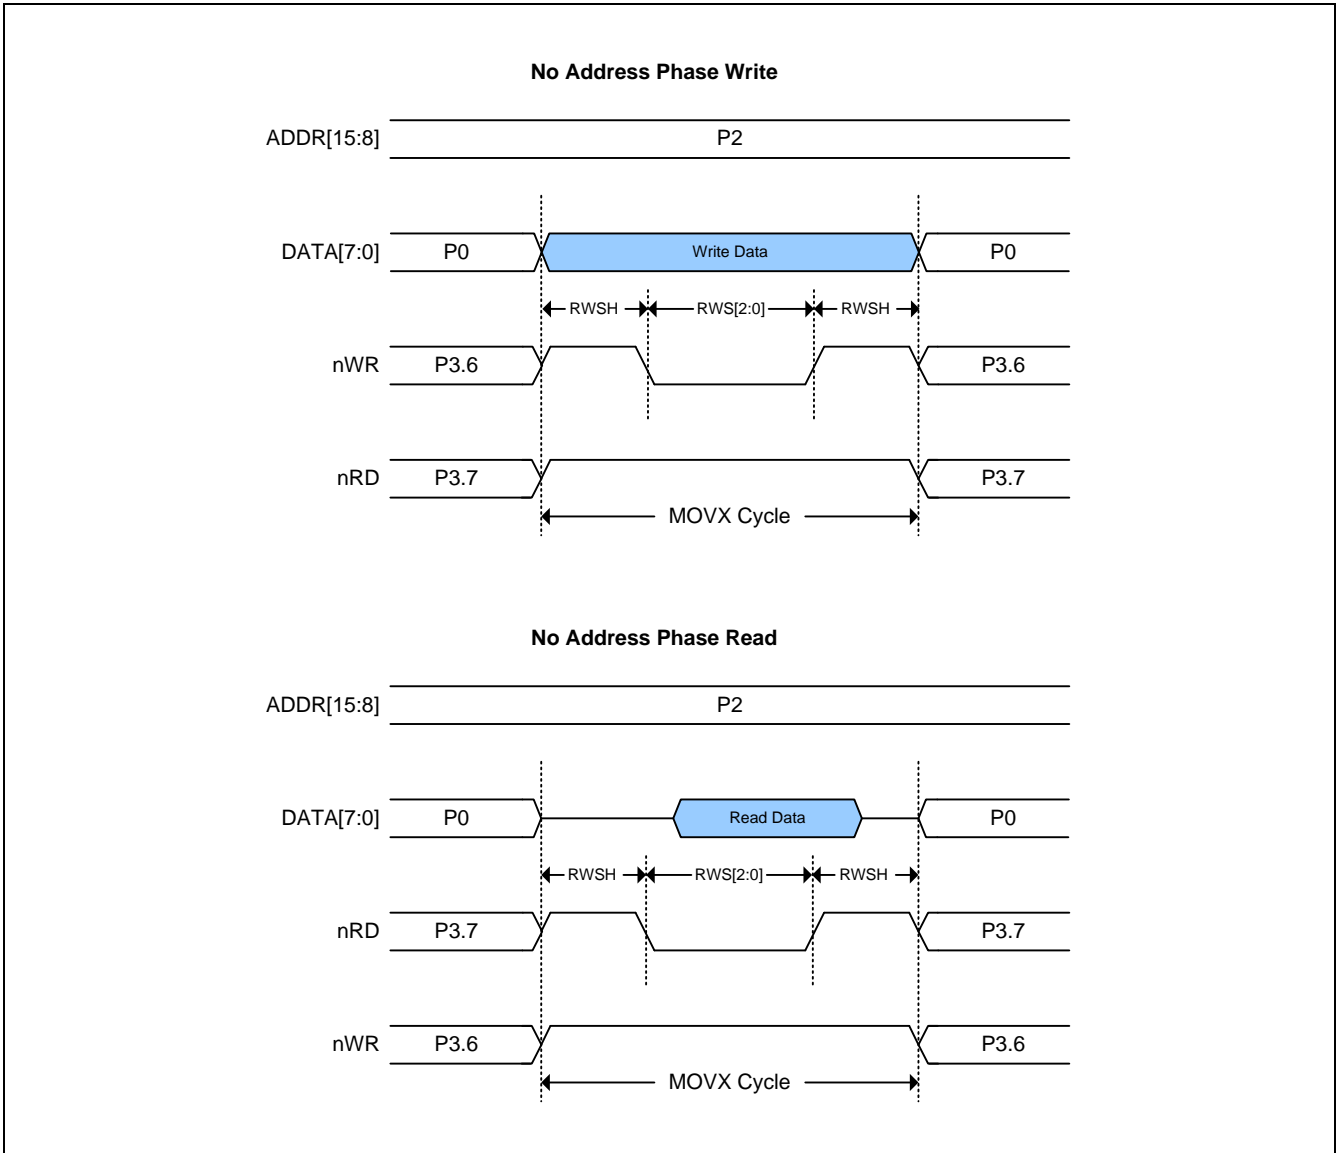 No Address Phase Write
ADDR[15:8] P2
DATA[7:0] P0 Write Data P0
RWSH RWS[2:0] RWSH
nWR P3.6 P3.6
nRD P3.7 P3.7
MOVX Cycle
No Address Phase Read
ADDR[15:8] P2
DATA[7:0] P0 Read Data P0
RWSH RWS[2:0] RWSH
nRD P3.7 P3.7
nWR P3.6 P3.6
MOVX Cycle